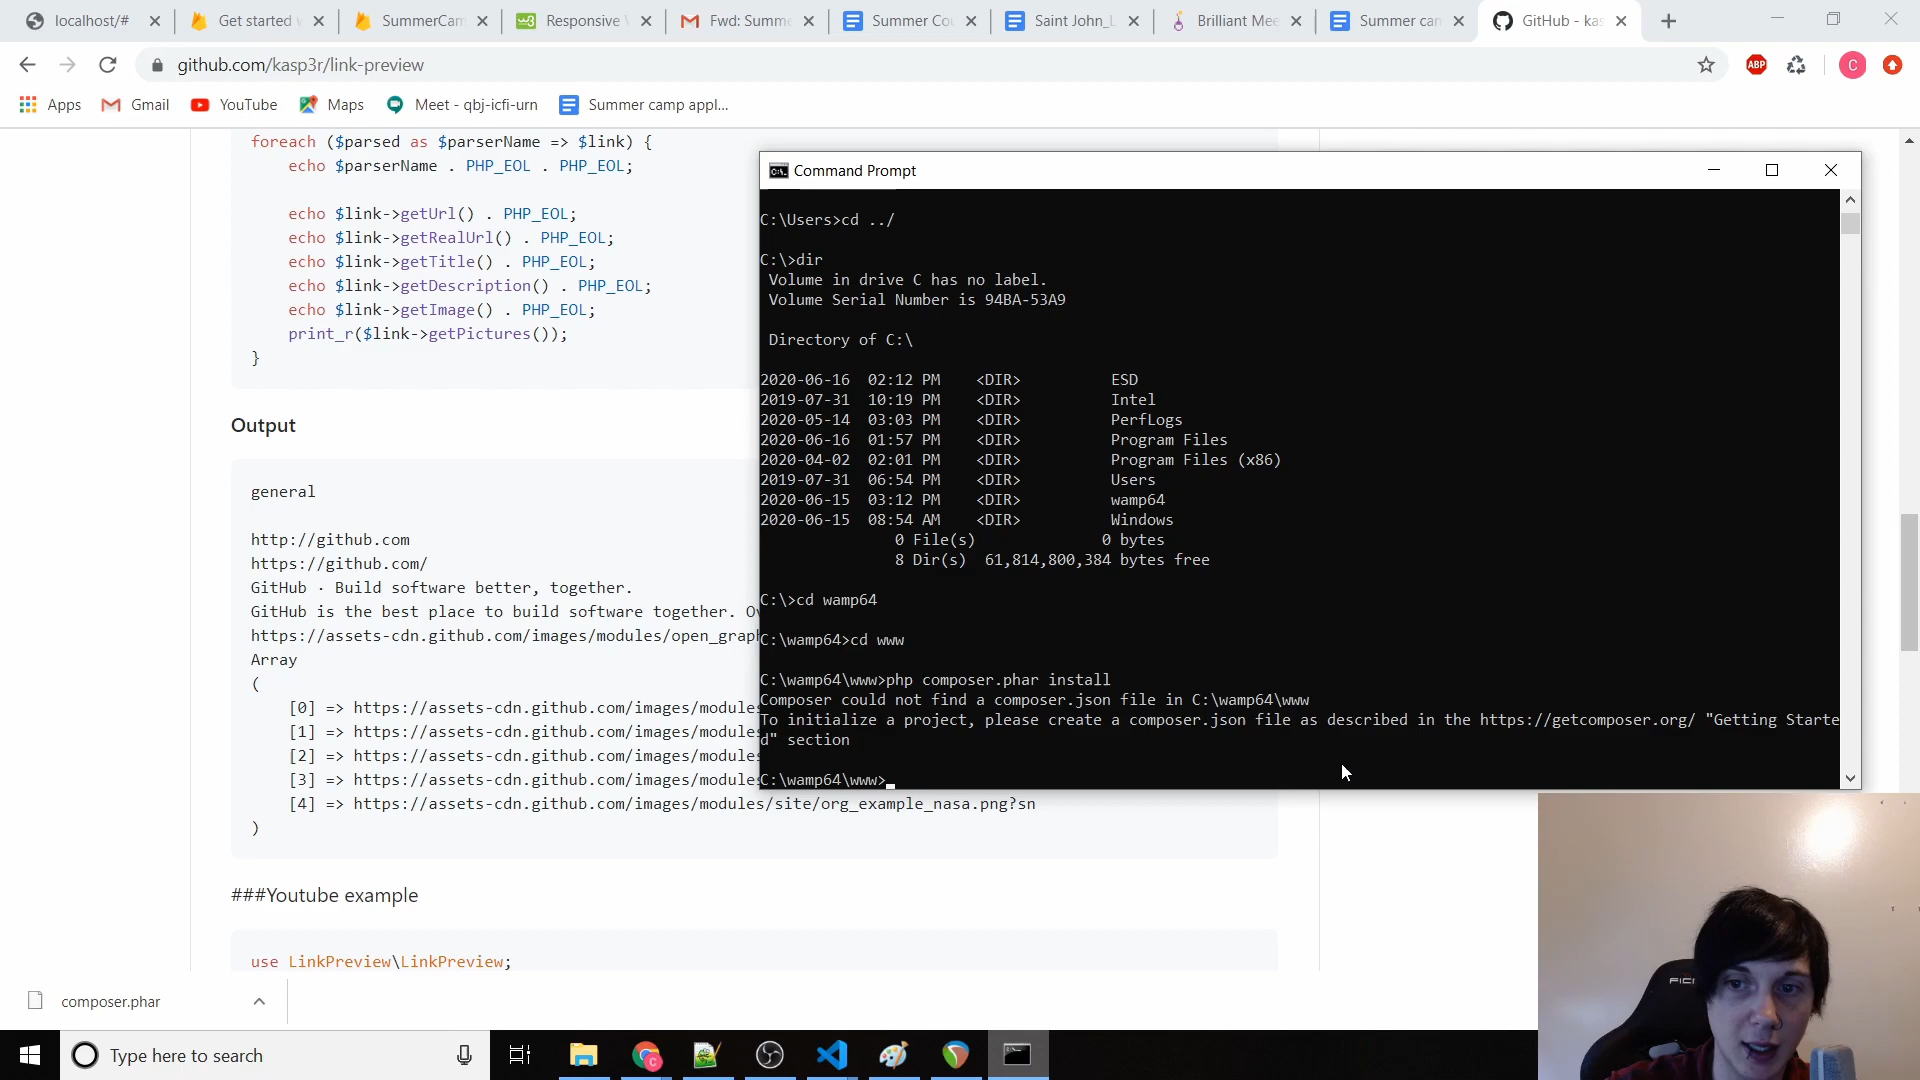 localhost/#
Get started w
SummerCam
Responsive W
Fwd: Summe
Summer Cou
Saint John_L
Brilliant Mee
Summer cam
GitHub - kas
github.com/kasp3r/link-preview
ABP
C
Apps
Gmail
YouTube
Maps
Meet - qbj-icfi-urn
Summer camp appl...
foreach ($parsed as $parserName => $link) {
echo $parserName . PHP_EOL . PHP_EOL;
echo $link->getUrl() . PHP_EOL;
echo $link->getRealUrl() . PHP_EOL;
echo $link->getTitle() . PHP_EOL;
echo $link->getDescription() . PHP_EOL;
echo $link->getImage() . PHP_EOL;
print_r($link->getPictures());
}
Output
general
http://github.com
https://github.com/
GitHub · Build software better, together.
GitHub is the best place to build software together. Ov
https://assets-cdn.github.com/images/modules/open_graph
Array
(
[0] => https://assets-cdn.github.com/images/modules
[1] => https://assets-cdn.github.com/images/modules
[2] => https://assets-cdn.github.com/images/modules
[3] => https://assets-cdn.github.com/images/modules
[4] => https://assets-cdn.github.com/images/modules/site/org_example_nasa.png?sn
)
###Youtube example
use LinkPreview\LinkPreview;
Command Prompt
C:\Users>cd ../
C:\>dir
Volume in drive C has no label.
Volume Serial Number is 94BA-53A9
Directory of C:\
2020-06-16  02:12 PM    <DIR>          ESD
2019-07-31  10:19 PM    <DIR>          Intel
2020-05-14  03:03 PM    <DIR>          PerfLogs
2020-06-16  01:57 PM    <DIR>          Program Files
2020-04-02  02:01 PM    <DIR>          Program Files (x86)
2019-07-31  06:54 PM    <DIR>          Users
2020-06-15  03:12 PM    <DIR>          wamp64
2020-06-15  08:54 AM    <DIR>          Windows
0 File(s)              0 bytes
8 Dir(s)  61,814,800,384 bytes free
C:\>cd wamp64
C:\wamp64>cd www
C:\wamp64\www>php composer.phar install
Composer could not find a composer.json file in C:\wamp64\www
To initialize a project, please create a composer.json file as described in the https://getcomposer.org/ "Getting Starte
d" section
C:\wamp64\www>
composer.phar
Type here to search